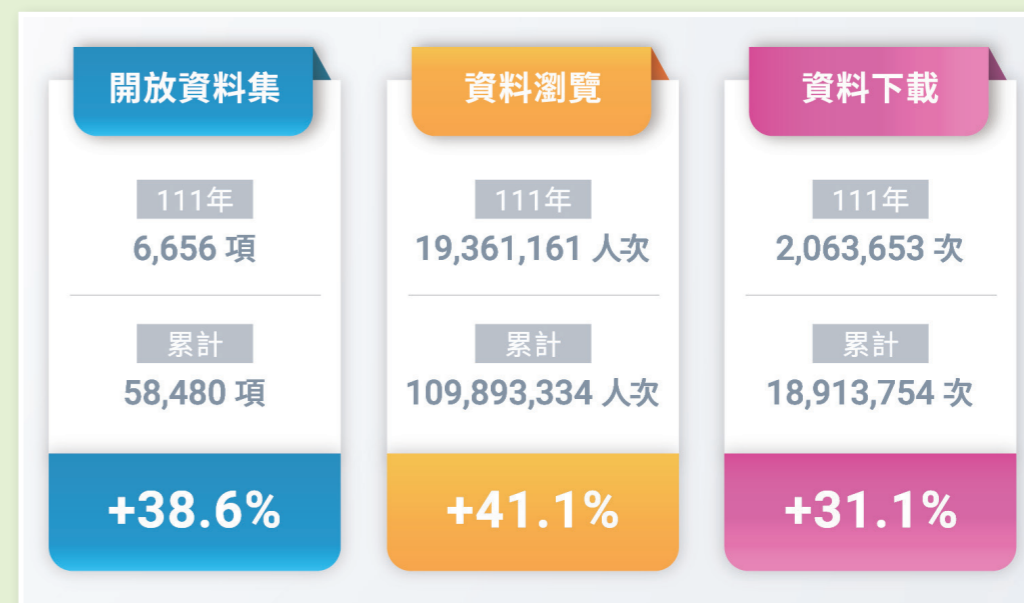 開放資料集
111年
6,656 項
累計
58,480 項
+38.6%
資料瀏覽
111年
19,361,161 人次
累計
109,893,334 人次
+41.1%
資料下載
111年
2,063,653 次
累計
18,913,754 次
+31.1%